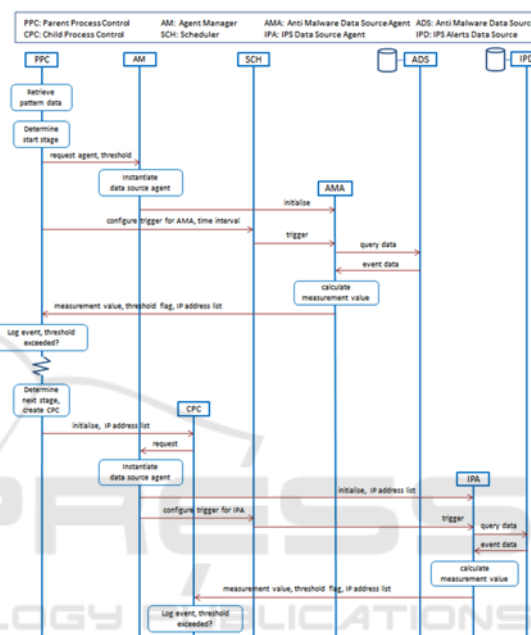 PPC: Parent Process Control AM: Agent Manager AMA: Anti Malware Data Source Agent ADS: Anti Malware Data Sourc
CPC: Child Process Control SCH: Scheduler IPA: IPS Data Source Agent IPD: IPS Alerts Data Source
PPC AM SCH ADS IPD
Retrieve
pattern data
Determine
start stage
request agent, threshold
Instantiate
data source agent
AMA
initialise
configure trigger for AMA, time interval
trigger
query data
event data
calculate
measurement value
measurement value, threshold flag, IP address list
Log event, threshold
exceeded?
Determine
next stage,
create CPC
CPC
initialise, IP address list
request
Instantiate
data source agent
IPA
initialise, IP address list
configure trigger for IPA
trigger
query data
event data
calculate
measurement value
measurement value, threshold flag, IP address list
Log event, threshold
exceeded?
PRESS
LOGY PUBLICATIONS